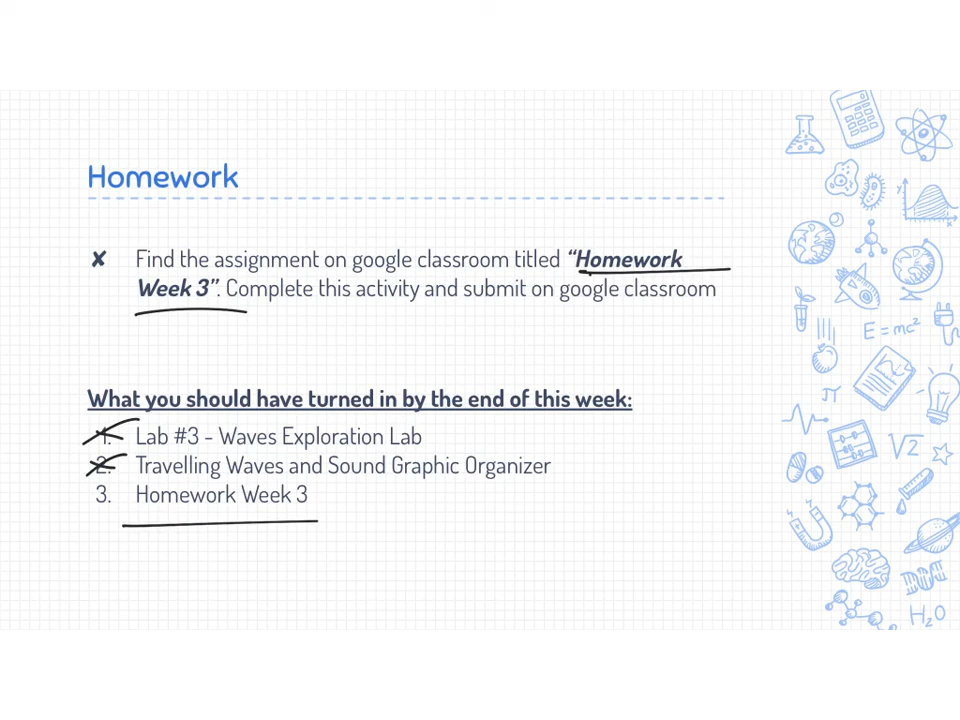 Homework
✘ Find the assignment on google classroom titled “Homework
Week 3”. Complete this activity and submit on google classroom
What you should have turned in by the end of this week:
1. Lab #3 - Waves Exploration Lab
2. Travelling Waves and Sound Graphic Organizer
3. Homework Week 3
y
x
E=mc²
π
√2
H₂O